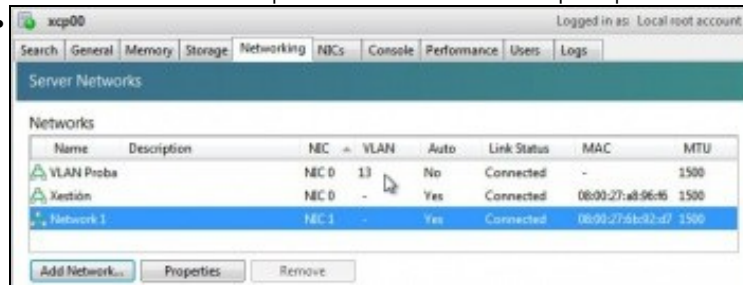 xcp00 Logged in as: Local root account
Search General Memory Storage Networking NICs Console Performance Users Logs
Server Networks
Networks
Name Description NIC VLAN Auto Link Status MAC MTU
VLAN Proba NIC 0 13 No Connected - 1500
Xestión NIC 0 - Yes Connected 08:00:27:a8:96:f6 1500
Network 1 NIC 1 - Yes Connected 08:00:27:6b:92:d7 1500
Add Network... Properties Remove